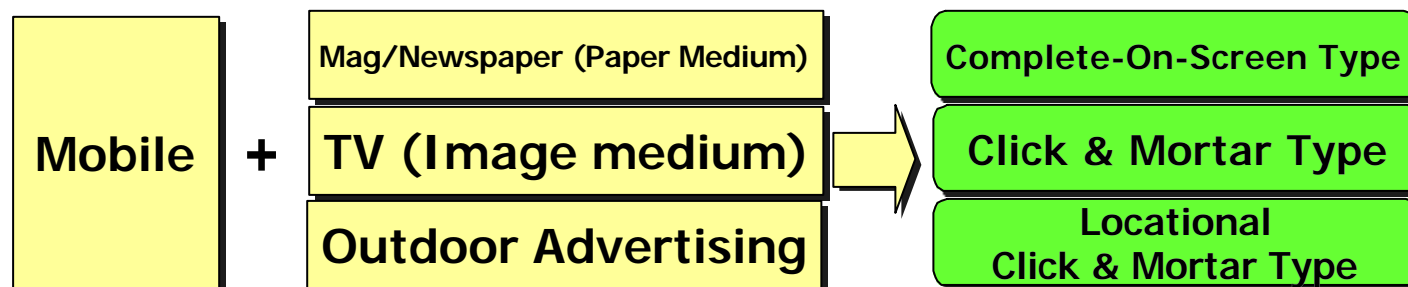 Mobile
+
Mag/Newspaper (Paper Medium)
TV (Image medium)
Outdoor Advertising
Complete-On-Screen Type
Click & Mortar Type
Locational
Click & Mortar Type